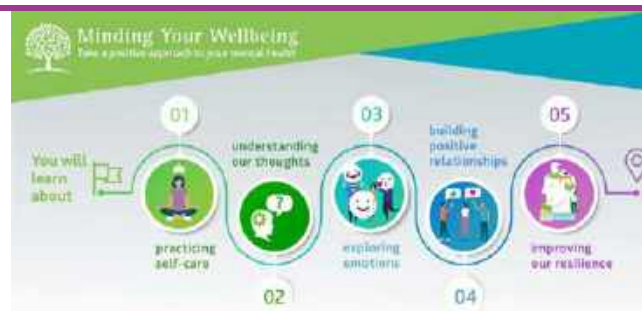 Minding Your Wellbeing
Take a positive approach to your mental health
You will
learn
about
01
practicing
self-care
understanding
our thoughts
02
03
exploring
emotions
building
positive
relationships
04
05
improving
our resilience